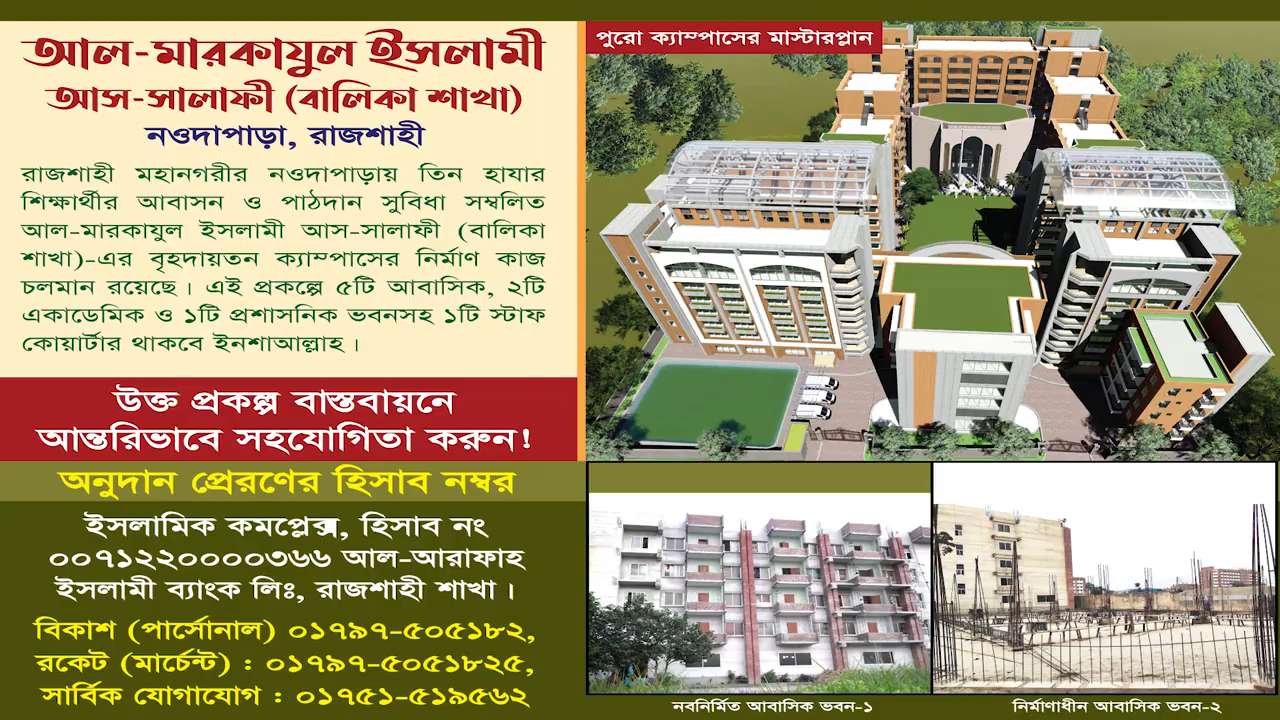 আল-মারকাযুল ইসলামী
আস-সালাফী (বালিকা শাখা)
নওদাপাড়া, রাজশাহী
রাজশাহী মহানগরীর নওদাপাড়ায় তিন হাযার
শিক্ষার্থীর আবাসন ও পাঠদান সুবিধা সম্বলিত
আল-মারকাযুল ইসলামী আস-সালাফী (বালিকা
শাখা)-এর বৃহদায়তন ক্যাম্পাসের নির্মাণ কাজ
চলমান রয়েছে। এই প্রকল্পে ৫টি আবাসিক, ২টি
একাডেমিক ও ১টি প্রশাসনিক ভবনসহ ১টি স্টাফ
কোয়ার্টার থাকবে ইনশাআল্লাহ।
উক্ত প্রকল্প বাস্তবায়নে
আন্তরিভাবে সহযোগিতা করুন!
অনুদান প্রেরণের হিসাব নম্বর
ইসলামিক কমপ্লেক্স, হিসাব নং
০০৭১২২০০০০৩৬৬ আল-আরাফাহ
ইসলামী ব্যাংক লিঃ, রাজশাহী শাখা।
বিকাশ (পার্সোনাল) ০১৭৯৭-৫০৫১৮২,
রকেট (মার্চেন্ট) : ০১৭৯৭-৫০৫১৮২৫,
সার্বিক যোগাযোগ : ০১৭৫১-৫১৯৫৬২
পুরো ক্যাম্পাসের মাস্টারপ্লান
নবনির্মিত আবাসিক ভবন-১
নির্মাণাধীন আবাসিক ভবন-২